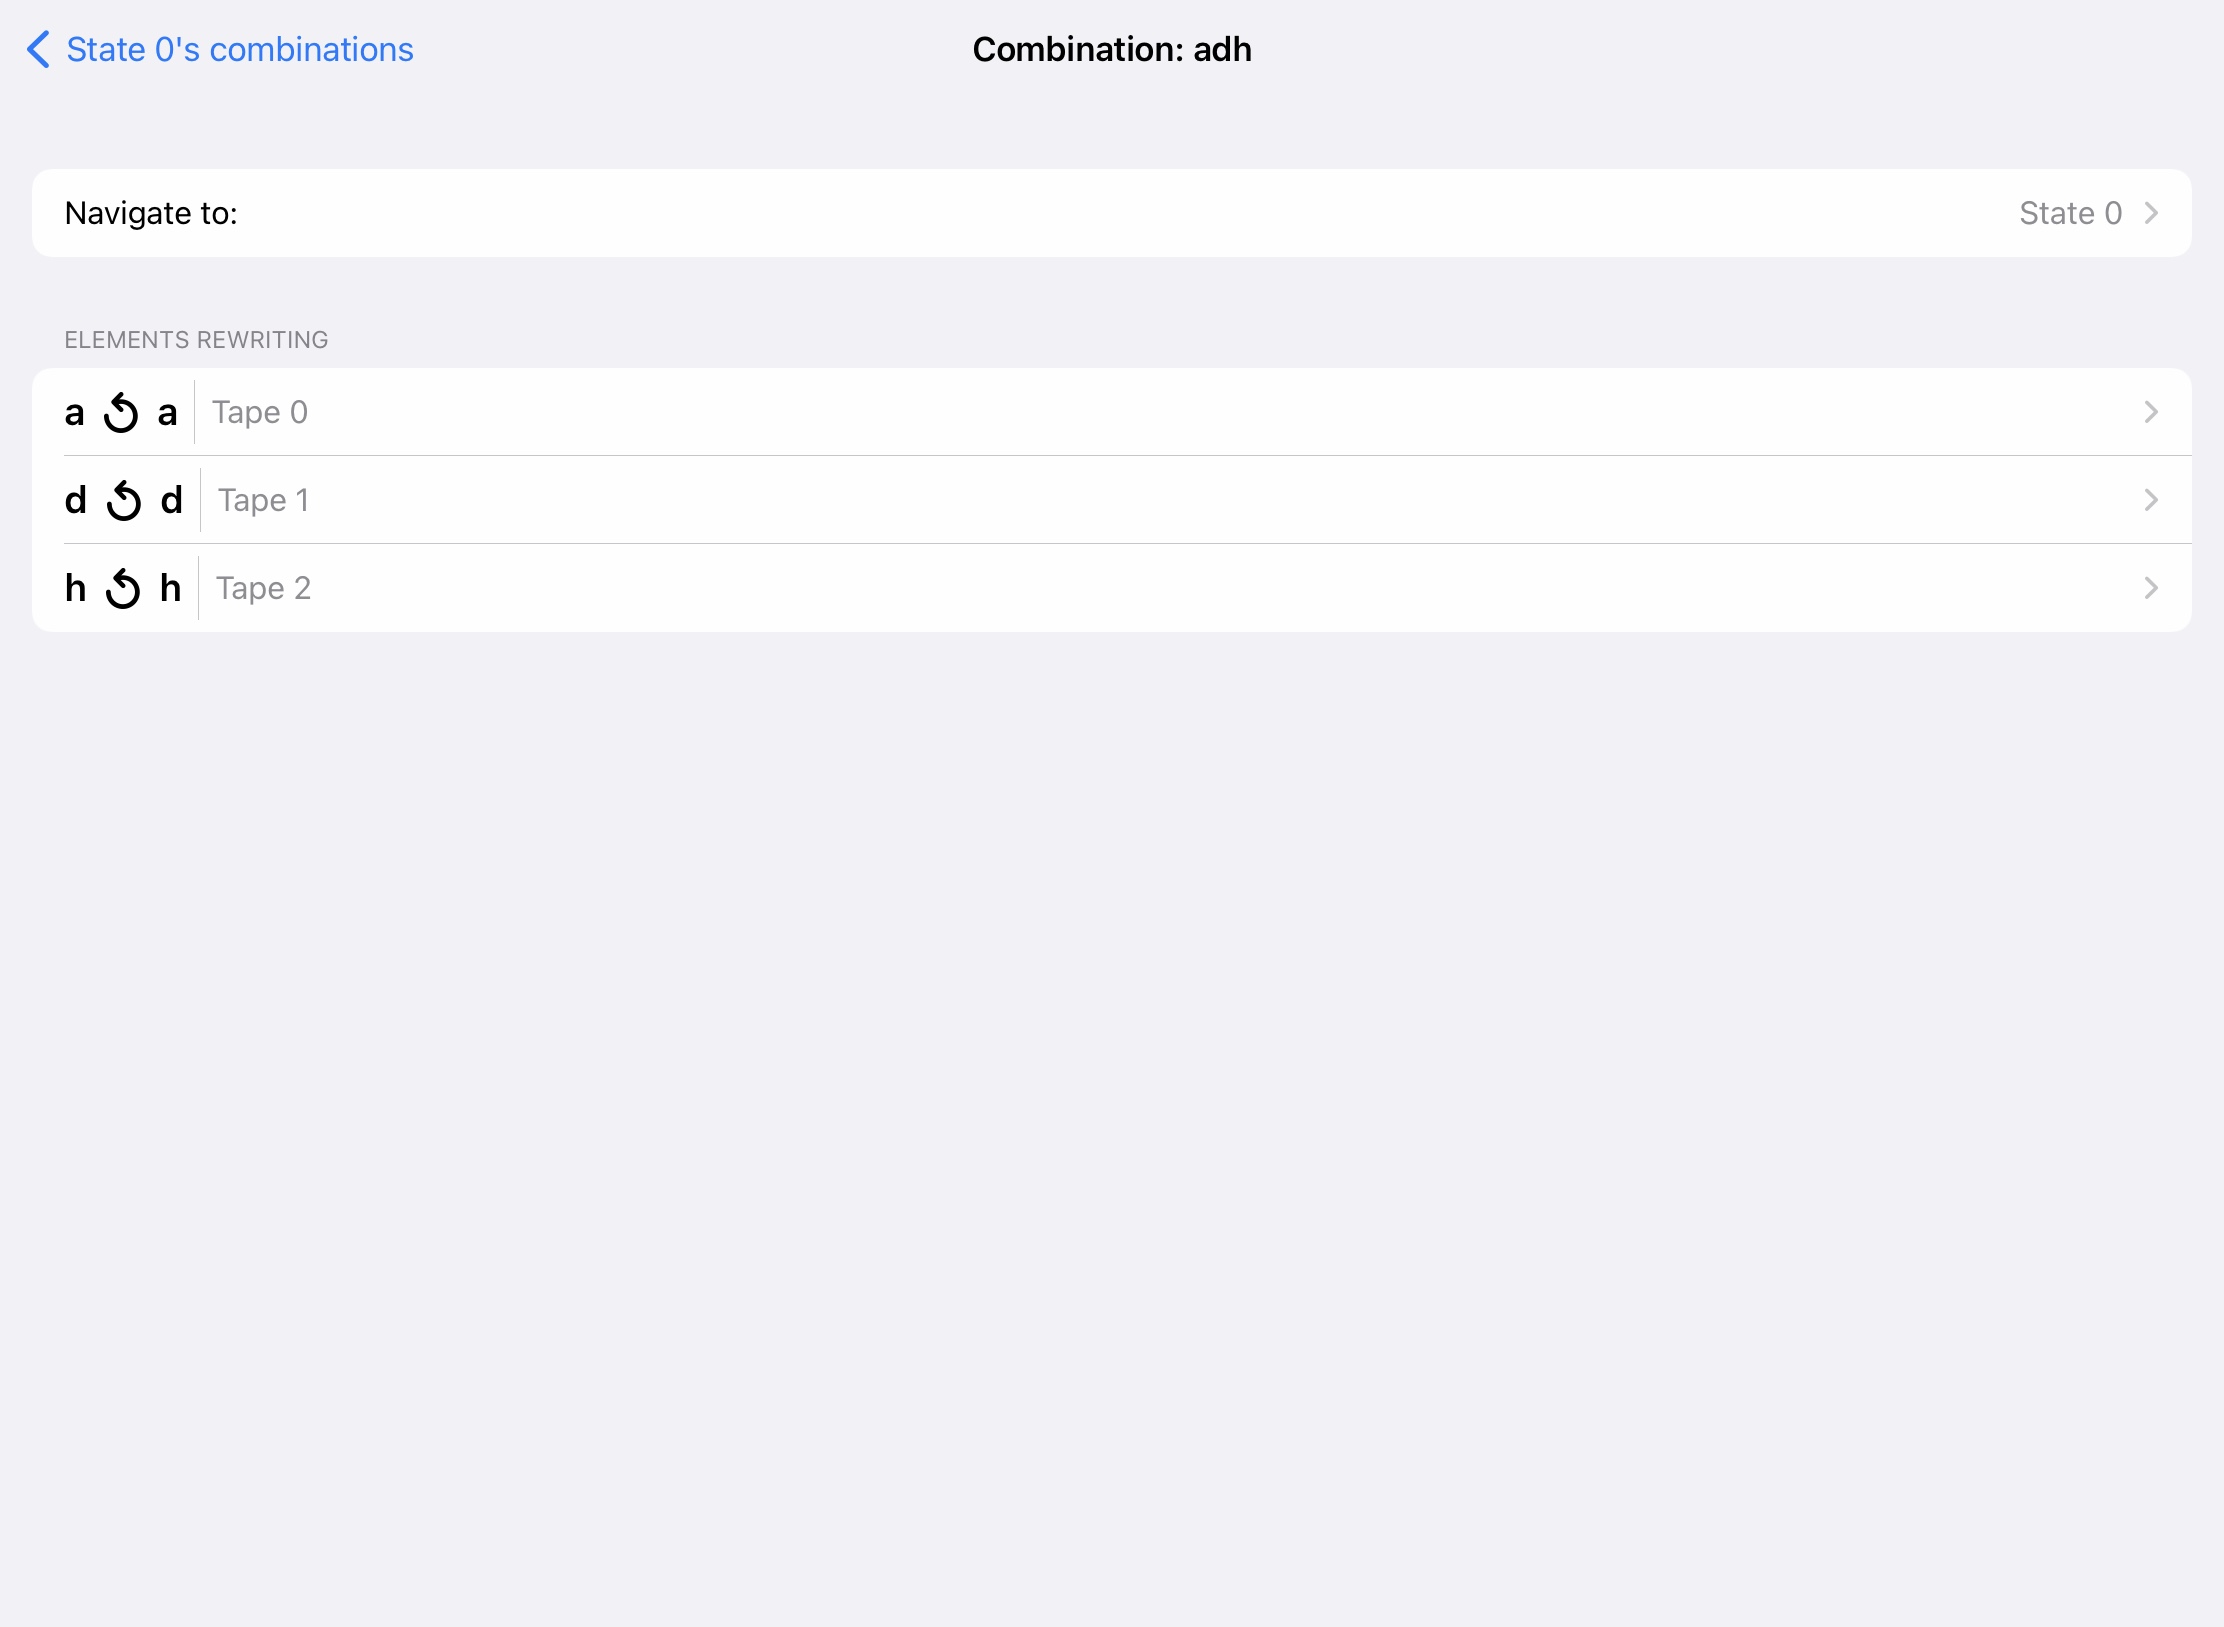 State 0's combinations
Combination: adh
Navigate to: State 0
ELEMENTS REWRITING
a a Tape 0
d d Tape 1
h h Tape 2